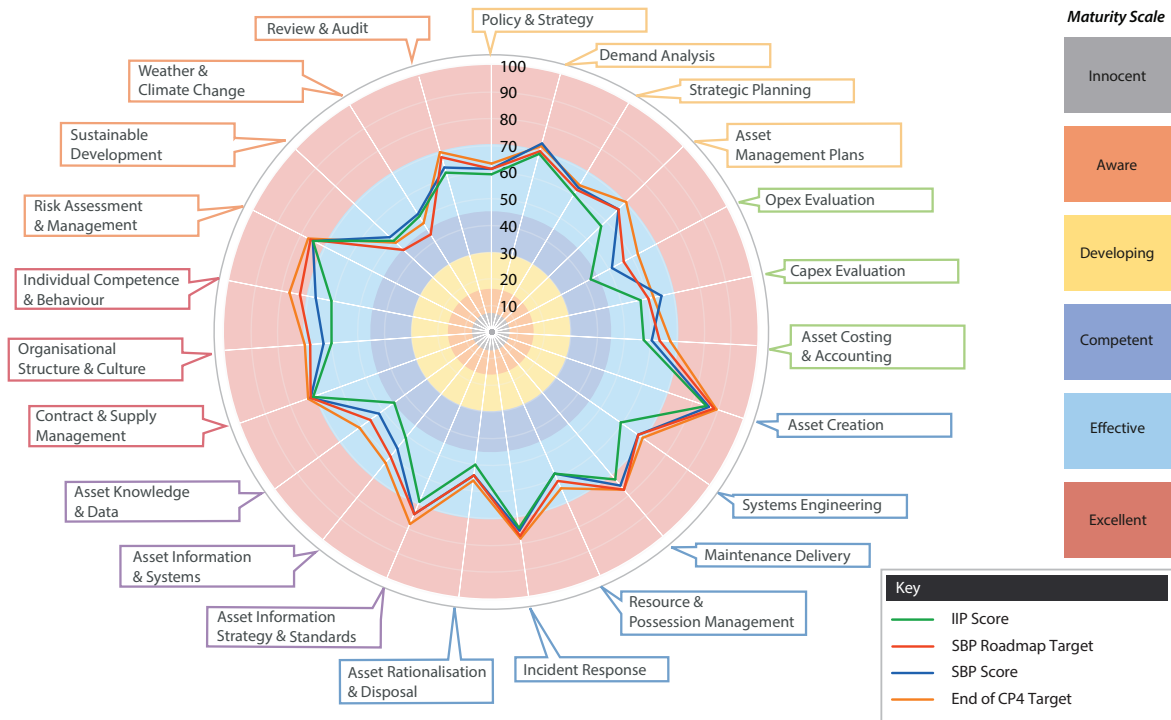 Policy & Strategy
Demand Analysis
Strategic Planning
Asset
Management Plans
Opex Evaluation
Capex Evaluation
Asset Costing
& Accounting
Asset Creation
Systems Engineering
Maintenance Delivery
Resource &
Possession Management
Incident Response
Asset Rationalisation
& Disposal
Asset Information
Strategy & Standards
Asset Information
& Systems
Asset Knowledge
& Data
Contract & Supply
Management
Organisational
Structure & Culture
Individual Competence
& Behaviour
Risk Assessment
& Management
Sustainable
Development
Weather &
Climate Change
Review & Audit
100
90
80
70
60
50
40
30
20
10
Maturity Scale
Innocent
Aware
Developing
Competent
Effective
Excellent
Key
IIP Score
SBP Roadmap Target
SBP Score
End of CP4 Target